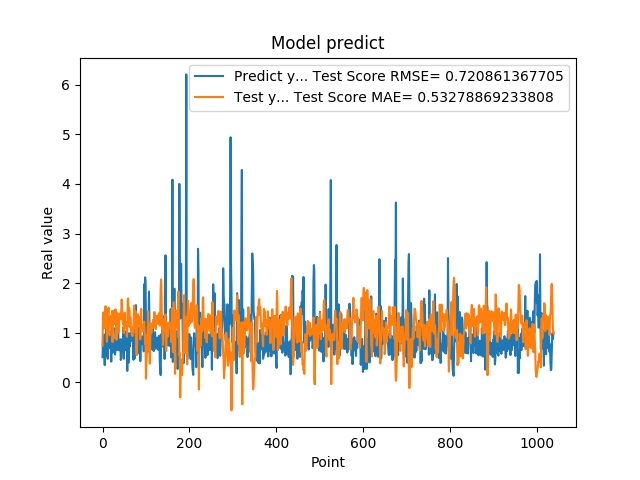 Model predict
Predict y... Test Score RMSE= 0.720861367705
Test y... Test Score MAE= 0.53278869233808
Real value
6
5
4
3
2
1
0
0 200 400 600 800 1000
Point